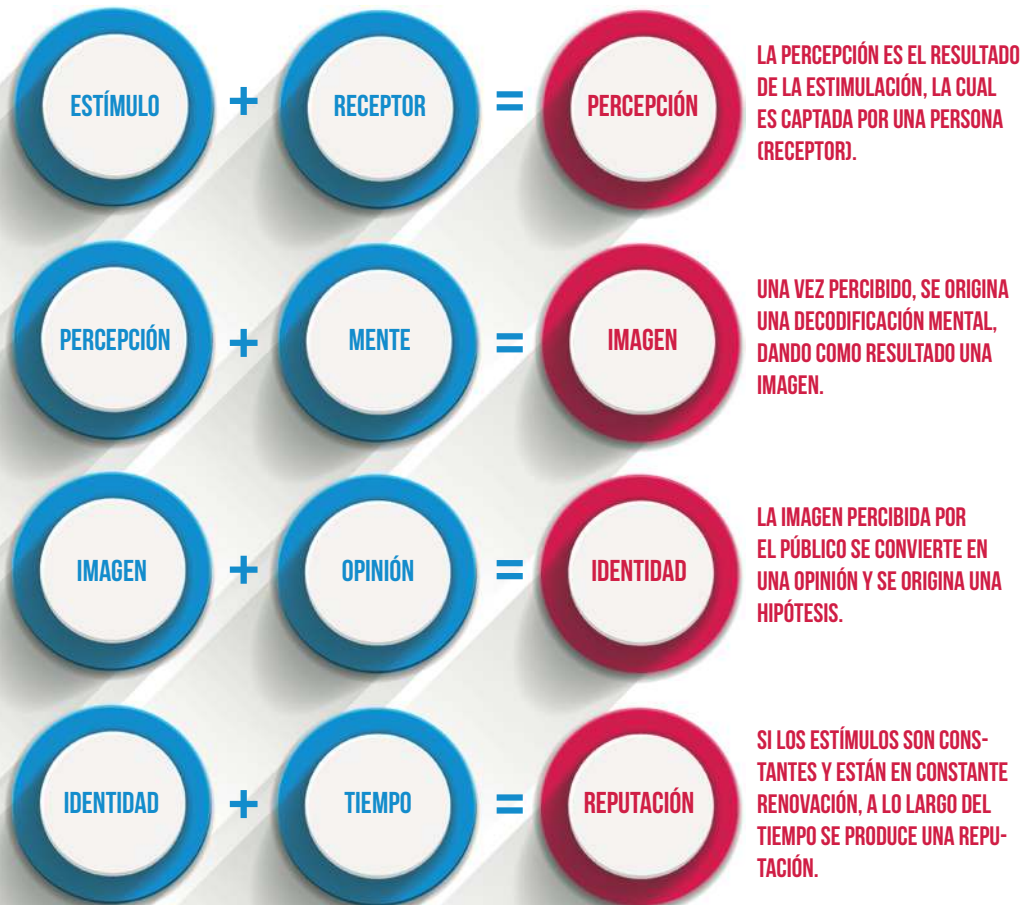 ESTÍMULO + RECEPTOR = PERCEPCIÓN
LA PERCEPCIÓN ES EL RESULTADO
DE LA ESTIMULACIÓN, LA CUAL
ES CAPTADA POR UNA PERSONA
(RECEPTOR).
PERCEPCIÓN + MENTE = IMAGEN
UNA VEZ PERCIBIDO, SE ORIGINA
UNA DECODIFICACIÓN MENTAL,
DANDO COMO RESULTADO UNA
IMAGEN.
IMAGEN + OPINIÓN = IDENTIDAD
LA IMAGEN PERCIBIDA POR
EL PÚBLICO SE CONVIERTE EN
UNA OPINIÓN Y SE ORIGINA UNA
HIPÓTESIS.
IDENTIDAD + TIEMPO = REPUTACIÓN
SI LOS ESTÍMULOS SON CONS-
TANTES Y ESTÁN EN CONSTANTE
RENOVACIÓN, A LO LARGO DEL
TIEMPO SE PRODUCE UNA REPU-
TACIÓN.